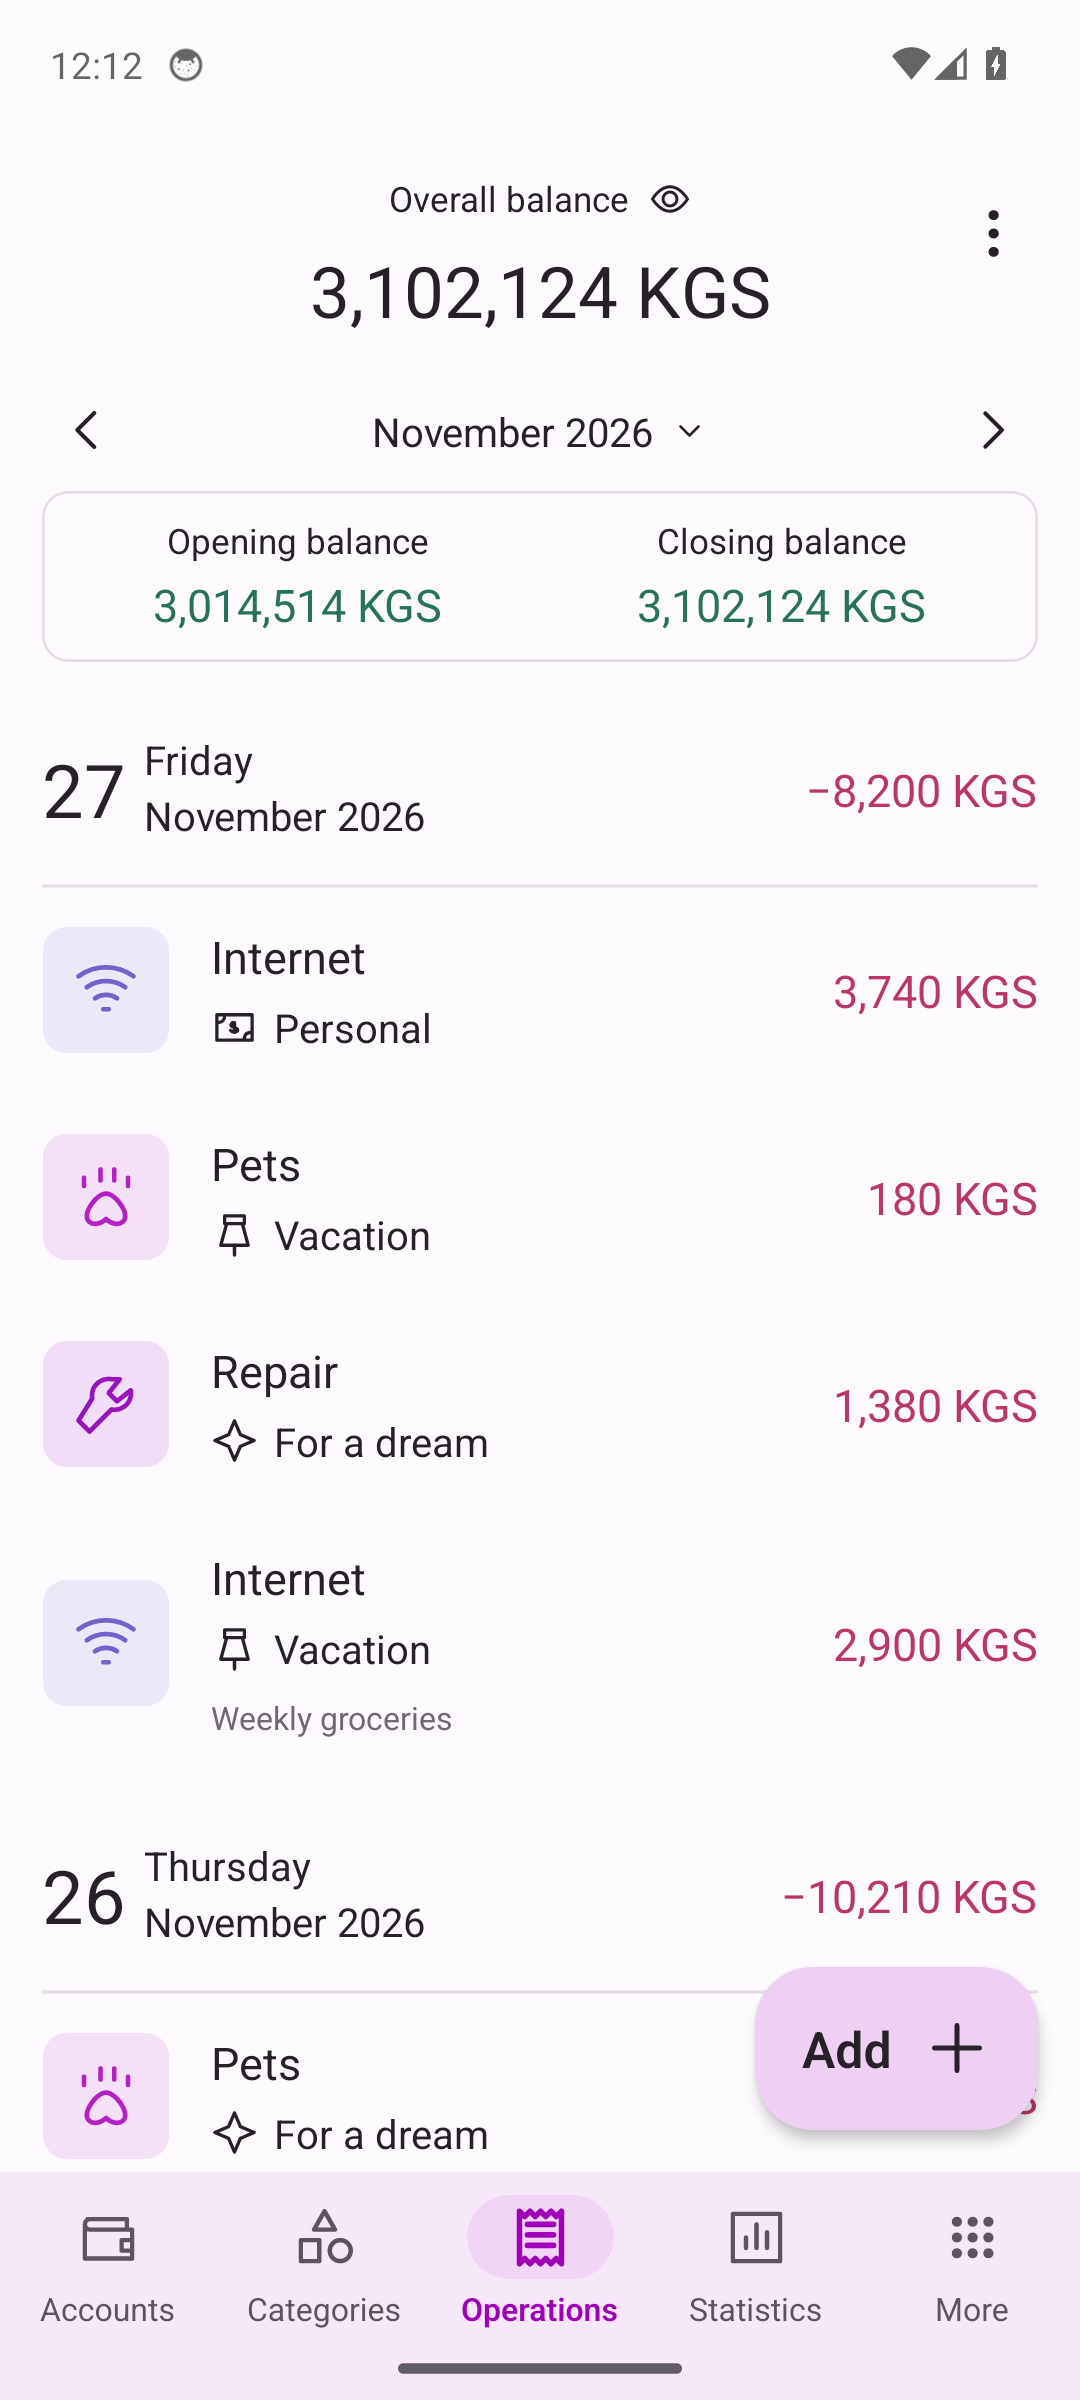 12:12
Overall balance
3,102,124 KGS
November 2026
Opening balance
Closing balance
3,014,514 KGS
3,102,124 KGS
27
Friday
November 2026
−8,200 KGS
Internet
Personal
3,740 KGS
Pets
Vacation
180 KGS
Repair
For a dream
1,380 KGS
Internet
Vacation
Weekly groceries
2,900 KGS
26
Thursday
November 2026
−10,210 KGS
Pets
For a dream
Add
Accounts
Categories
Operations
Statistics
More